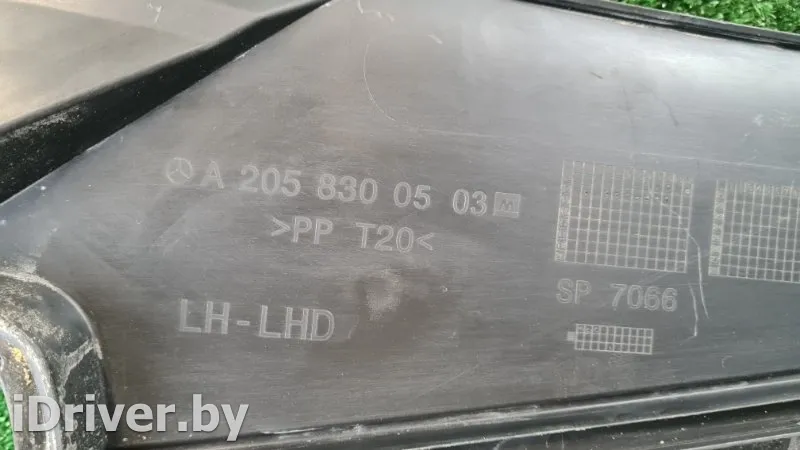 A 205 830 05 03 M
>PP T20<
SP 7066
LH-LHD
iDriver.by